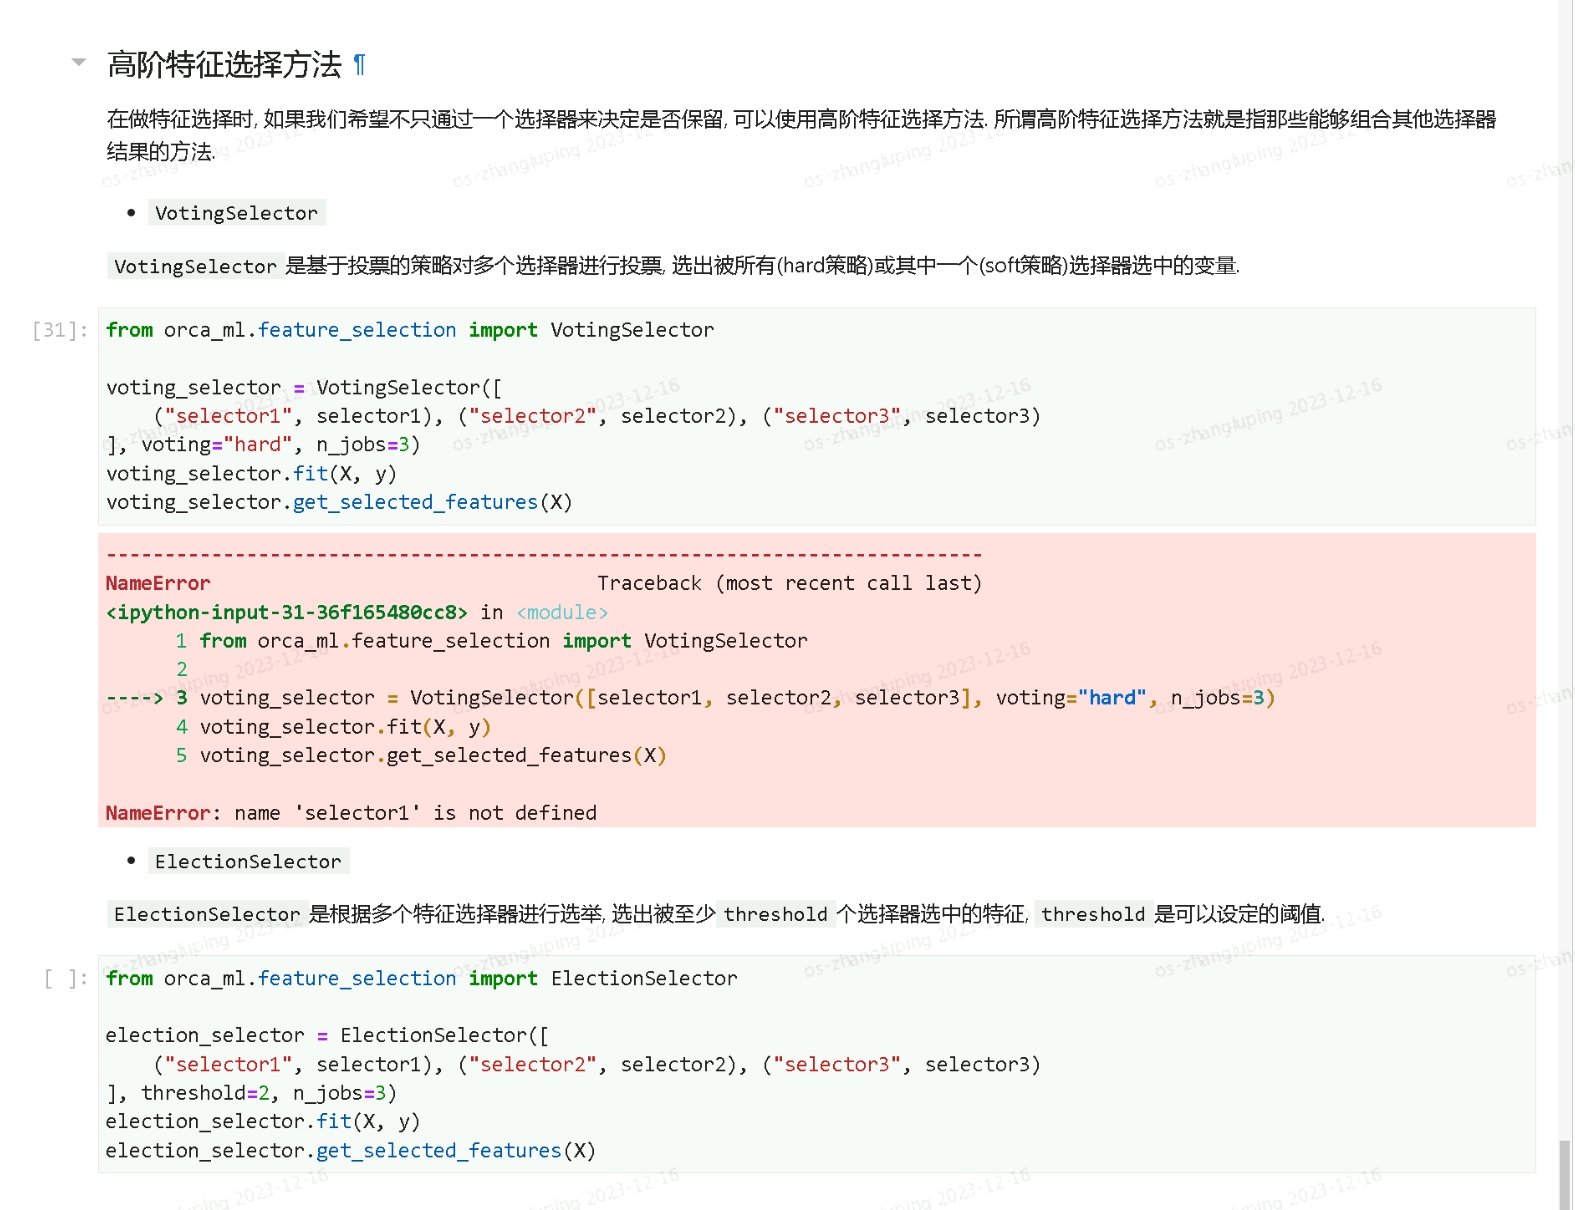 高阶特征选择方法 ¶
在做特征选择时, 如果我们希望不只通过一个选择器来决定是否保留, 可以使用高阶特征选择方法. 所谓高阶特征选择方法就是指那些能够组合其他选择器
结果的方法.
• VotingSelector
VotingSelector 是基于投票的策略对多个选择器进行投票, 选出被所有(hard策略)或其中一个(soft策略)选择器选中的变量.
[31]: from orca_ml.feature_selection import VotingSelector
voting_selector = VotingSelector([
    ("selector1", selector1), ("selector2", selector2), ("selector3", selector3)
], voting="hard", n_jobs=3)
voting_selector.fit(X, y)
voting_selector.get_selected_features(X)
---------------------------------------------------------------------------
NameError                                 Traceback (most recent call last)
<ipython-input-31-36f165480cc8> in <module>
      1 from orca_ml.feature_selection import VotingSelector
      2
----> 3 voting_selector = VotingSelector([selector1, selector2, selector3], voting="hard", n_jobs=3)
      4 voting_selector.fit(X, y)
      5 voting_selector.get_selected_features(X)
NameError: name 'selector1' is not defined
• ElectionSelector
ElectionSelector 是根据多个特征选择器进行选举, 选出被至少 threshold 个选择器选中的特征, threshold 是可以设定的阈值.
[ ]: from orca_ml.feature_selection import ElectionSelector
election_selector = ElectionSelector([
    ("selector1", selector1), ("selector2", selector2), ("selector3", selector3)
], threshold=2, n_jobs=3)
election_selector.fit(X, y)
election_selector.get_selected_features(X)